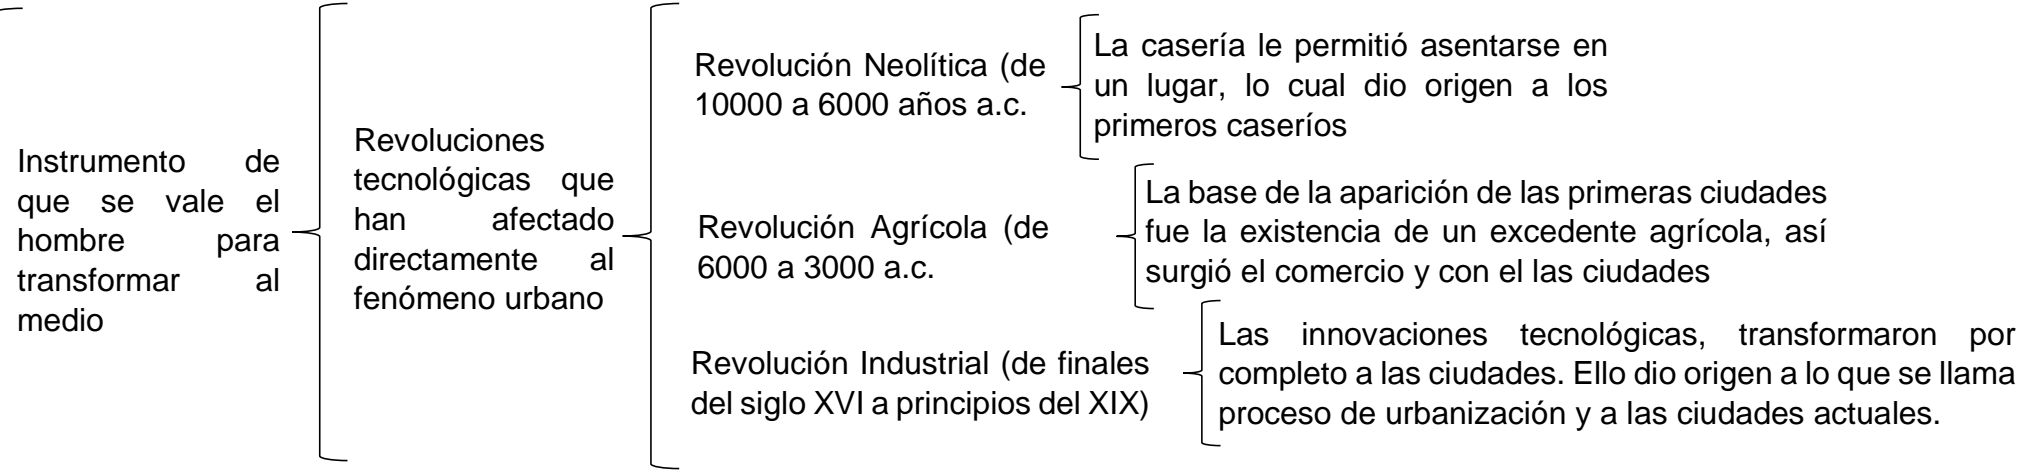 Instrumento de
que se vale el
hombre para
transformar al
medio
Revoluciones
tecnológicas que
han afectado
directamente al
fenómeno urbano
Revolución Neolítica (de
10000 a 6000 años a.c.
La casería le permitió asentarse en
un lugar, lo cual dio origen a los
primeros caseríos
Revolución Agrícola (de
6000 a 3000 a.c.
La base de la aparición de las primeras ciudades
fue la existencia de un excedente agrícola, así
surgió el comercio y con el las ciudades
Revolución Industrial (de finales
del siglo XVI a principios del XIX)
Las innovaciones tecnológicas, transformaron por
completo a las ciudades. Ello dio origen a lo que se llama
proceso de urbanización y a las ciudades actuales.